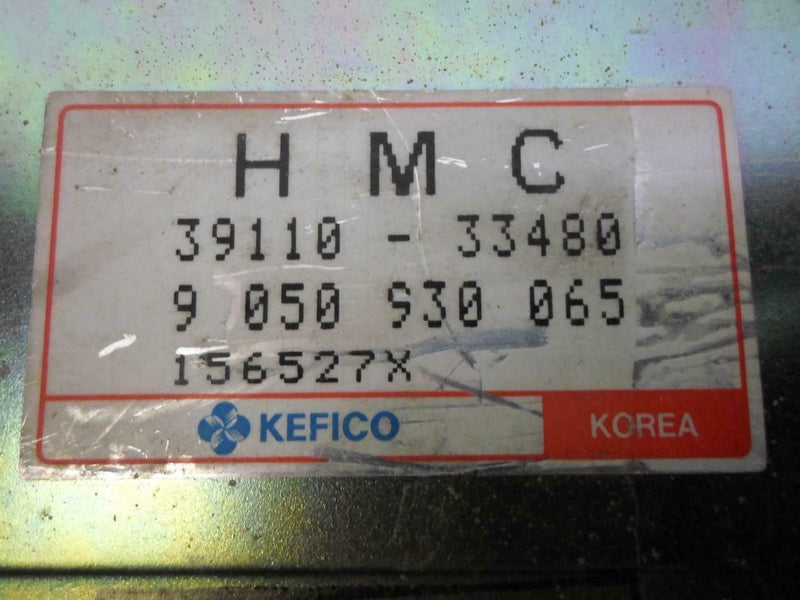 H M C
39110 - 33480
9 050 930 065
156527X
KEFICO KOREA